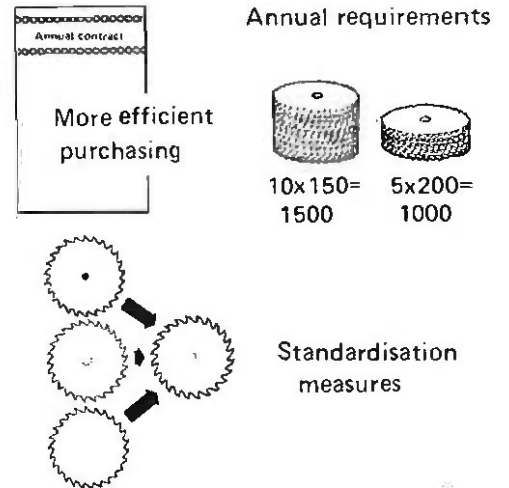 Annual contract
More efficient
purchasing
Annual requirements
10x150=
1500
5x200=
1000
Standardisation
measures